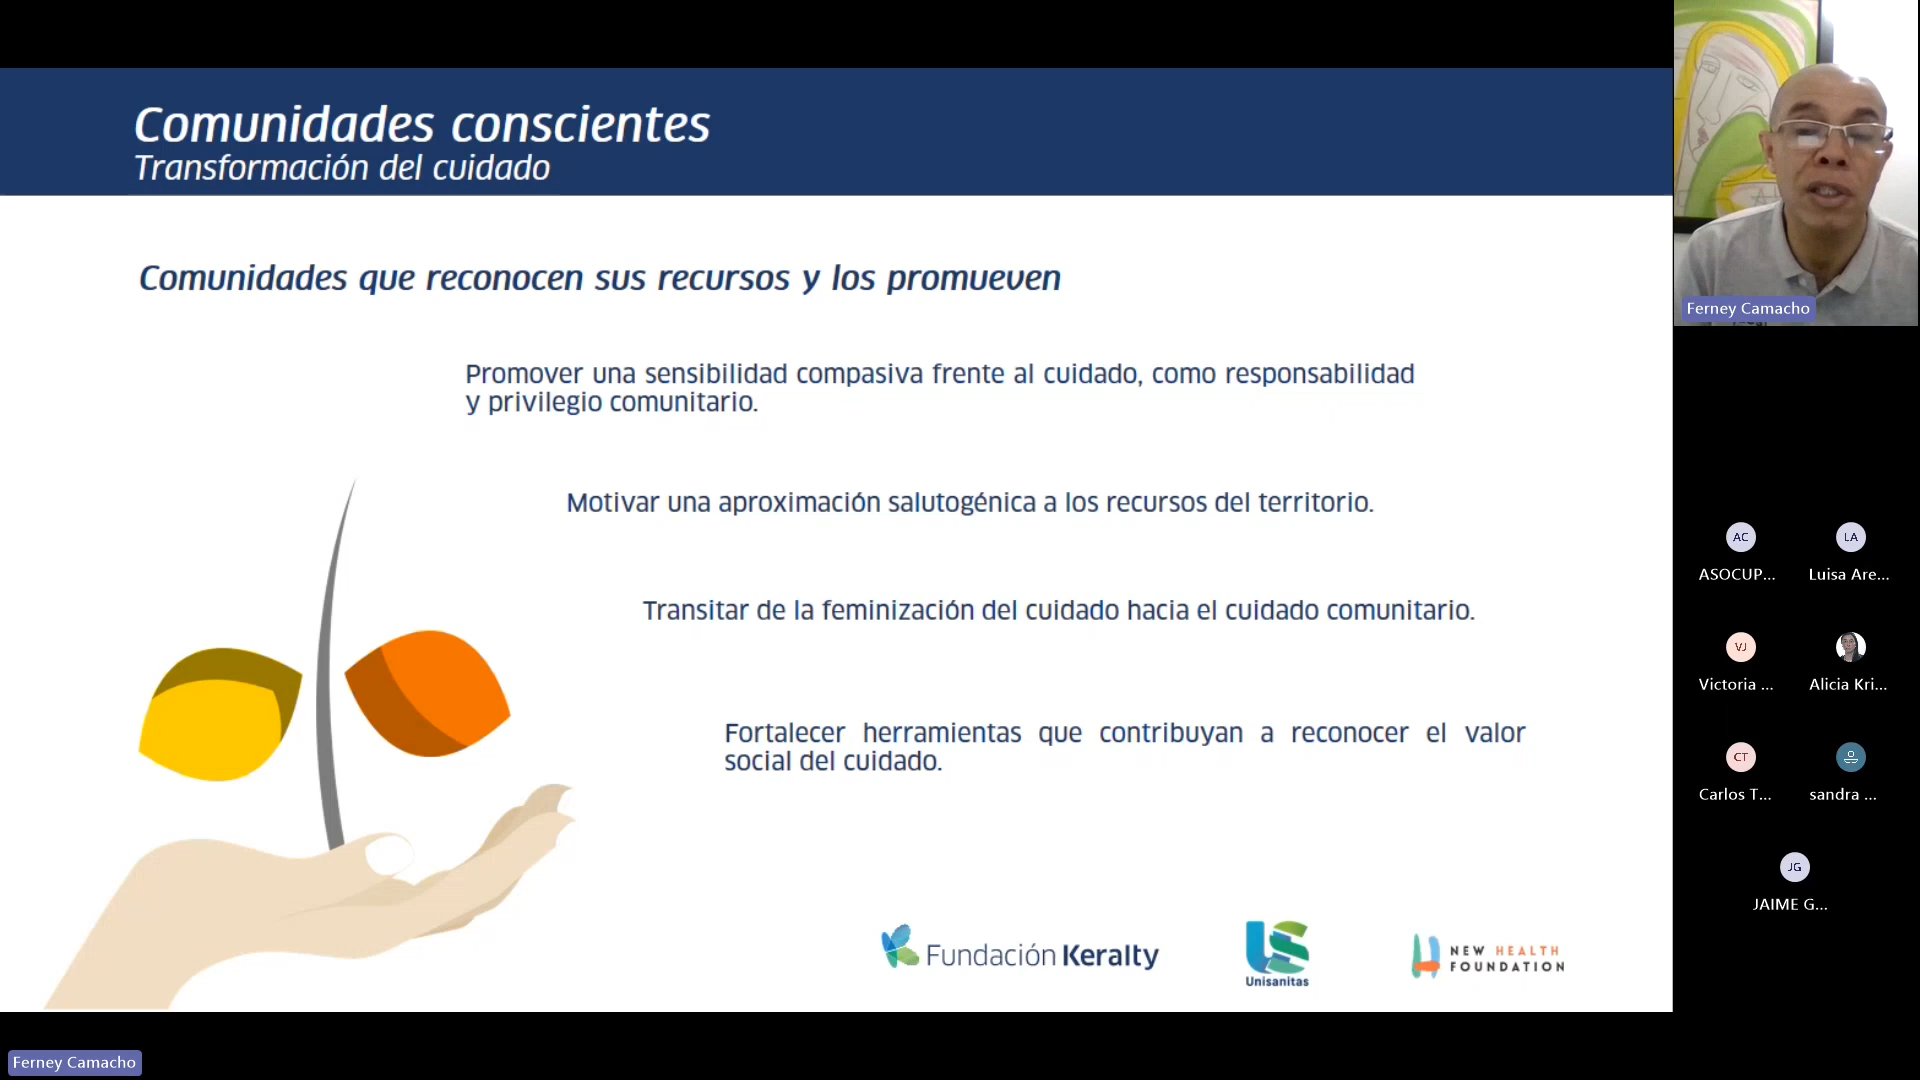 Comunidades conscientes
Transformación del cuidado
Comunidades que reconocen sus recursos y los promueven
Promover una sensibilidad compasiva frente al cuidado, como responsabilidad
y privilegio comunitario.
Motivar una aproximación salutogénica a los recursos del territorio.
Transitar de la feminización del cuidado hacia el cuidado comunitario.
Fortalecer herramientas que contribuyan a reconocer el valor
social del cuidado.
Fundación Keralty
US
Unisanitas
NEW HEALTH
FOUNDATION
Ferney Camacho
AC
ASOCUP...
LA
Luisa Are...
VJ
Victoria ...
Alicia Kri...
CT
Carlos T...
sandra ...
JG
JAIME G...
Ferney Camacho